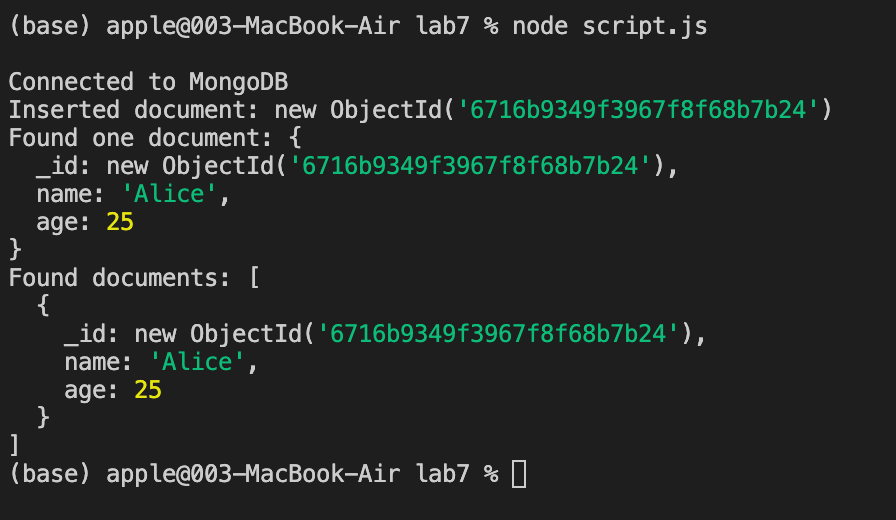 (base) apple@003-MacBook-Air lab7 % node script.js
Connected to MongoDB
Inserted document: new ObjectId('6716b9349f3967f8f68b7b24')
Found one document: {
  _id: new ObjectId('6716b9349f3967f8f68b7b24'),
  name: 'Alice',
  age: 25
}
Found documents: [
  {
    _id: new ObjectId('6716b9349f3967f8f68b7b24'),
    name: 'Alice',
    age: 25
  }
]
(base) apple@003-MacBook-Air lab7 %